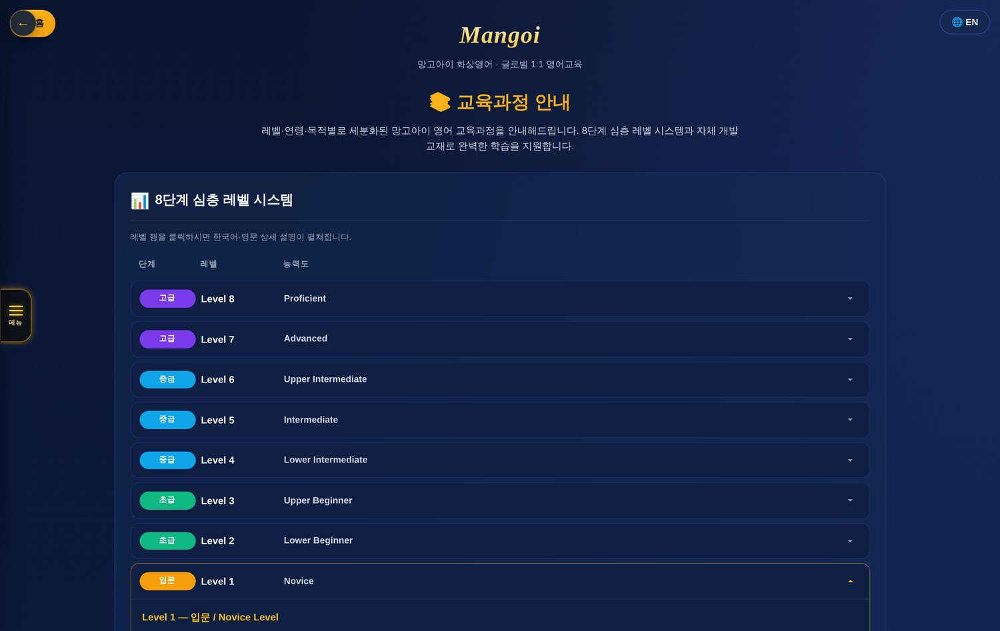 ← 홈
🌐 EN
Mangoi
망고아이 화상영어 · 글로벌 1:1 영어교육
교육과정 안내
레벨·연령·목적별로 세분화된 망고아이 영어 교육과정을 안내해드립니다. 8단계 심층 레벨 시스템과 자체 개발
교재로 완벽한 학습을 지원합니다.
📊 8단계 심층 레벨 시스템
레벨 행을 클릭하시면 한국어·영문 상세 설명이 펼쳐집니다.
단계 레벨 능력도
고급 Level 8 Proficient
고급 Level 7 Advanced
중급 Level 6 Upper Intermediate
메뉴
중급 Level 5 Intermediate
중급 Level 4 Lower Intermediate
초급 Level 3 Upper Beginner
초급 Level 2 Lower Beginner
입문 Level 1 Novice
Level 1 — 입문 / Novice Level